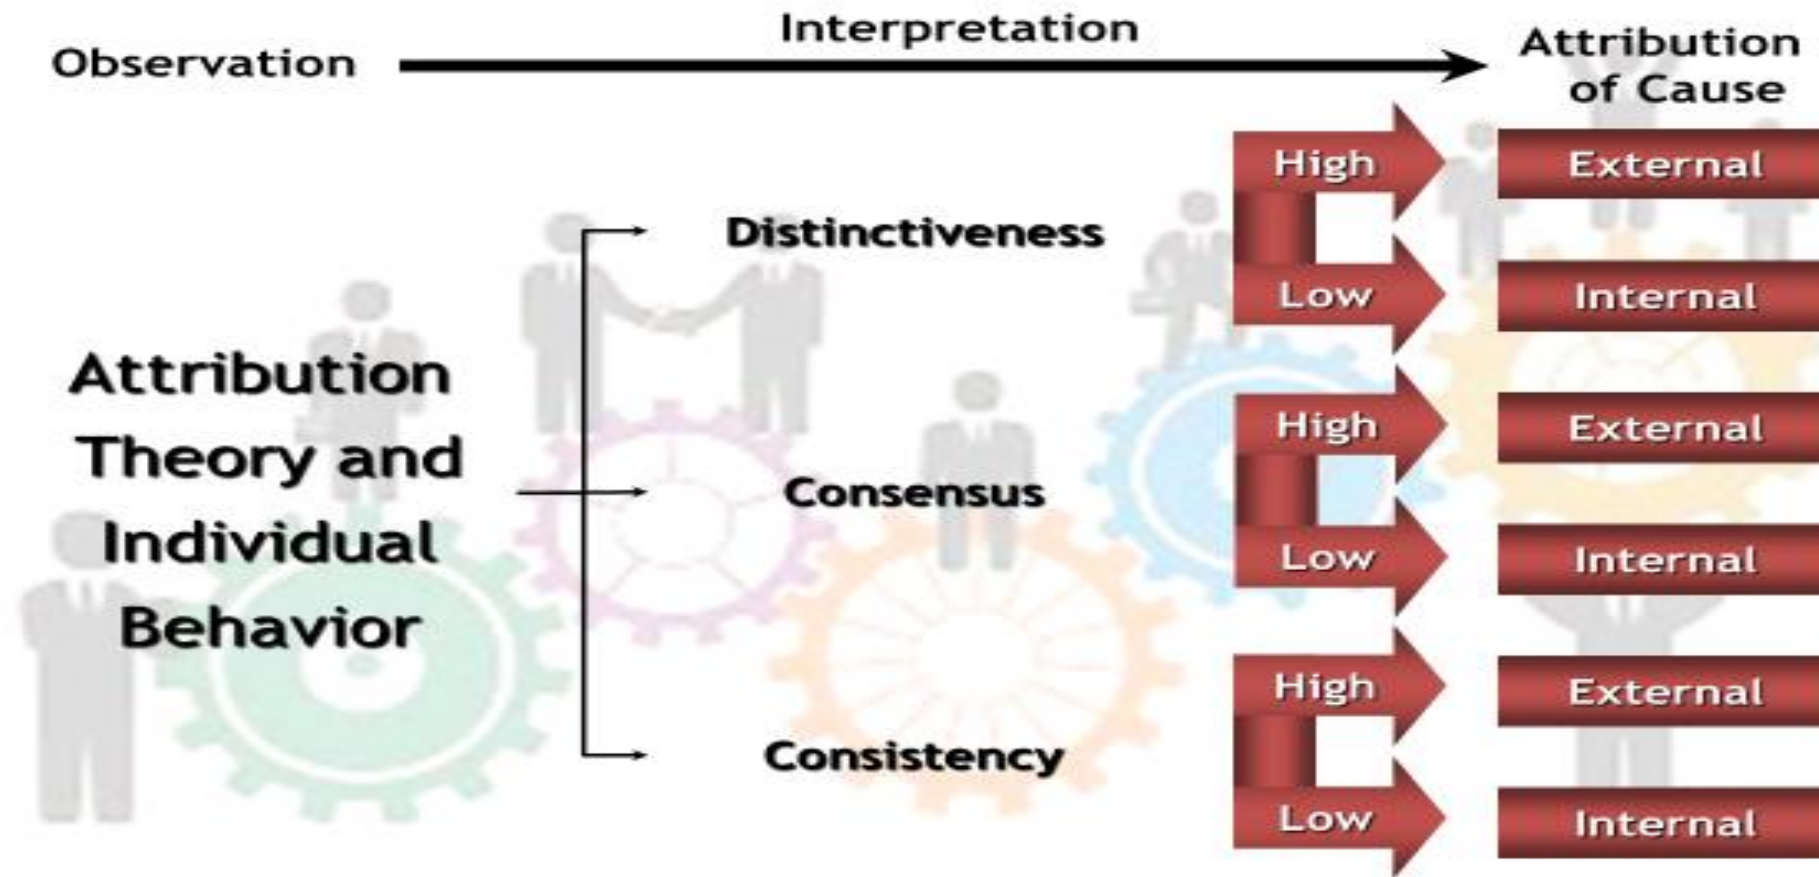 Observation
Interpretation
Attribution
of Cause
Attribution
Theory and
Individual
Behavior
Distinctiveness
High
External
Low
Internal
Consensus
High
External
Low
Internal
Consistency
High
External
Low
Internal